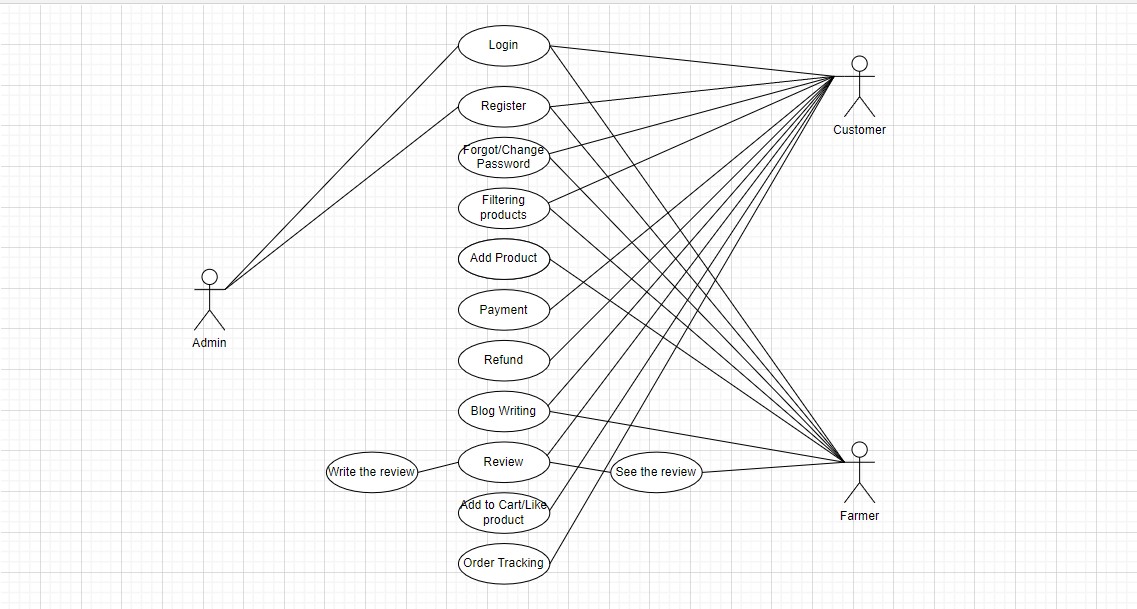 Login
Customer
Register
Forgot/Change
Password
Filtering
products
Add Product
Payment
Admin
Refund
Blog Writing
Review
Write the review
See the review
Add to Cart/Like
product
Farmer
Order Tracking